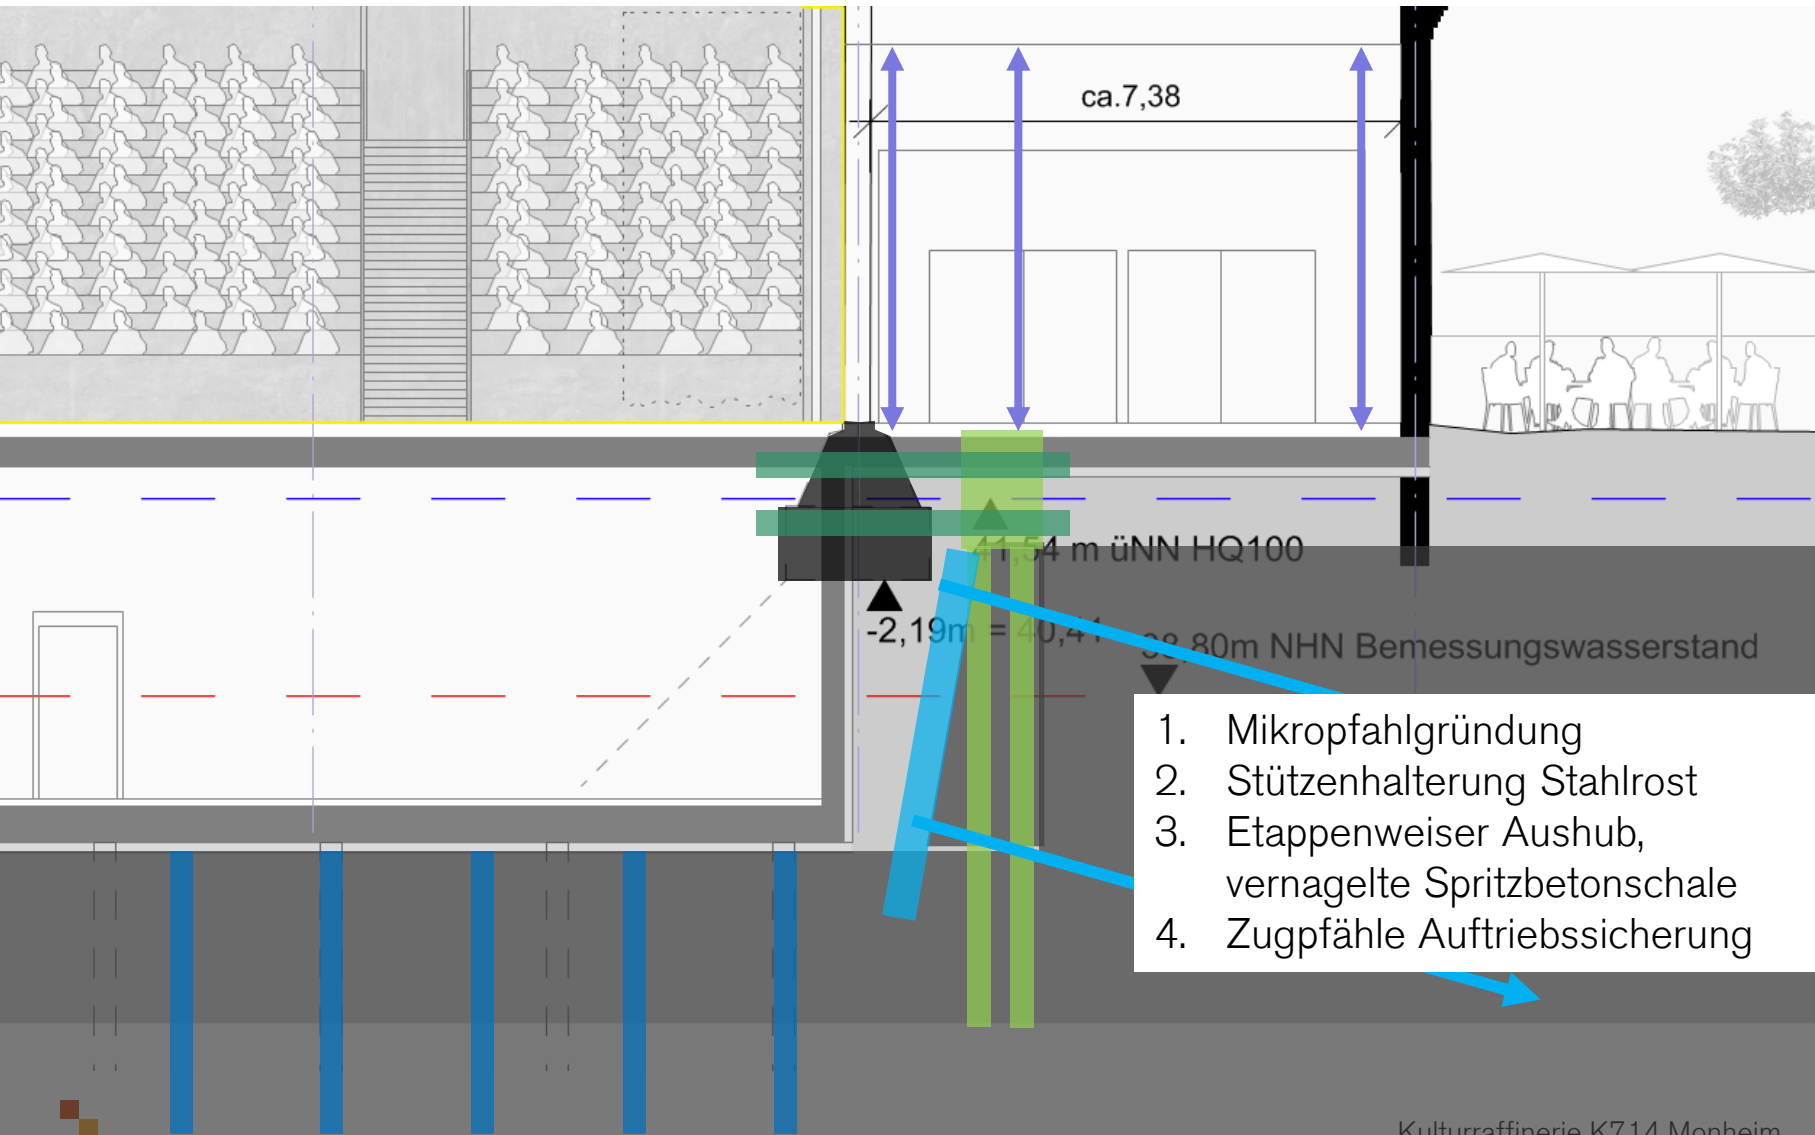 ca.7,38
41,54 m üNN HQ100
-2,19m = 40,41
38,80m NHN Bemessungswasserstand
1. Mikropfahlgründung
2. Stützenhalterung Stahlrost
3. Etappenweiser Aushub,
vernagelte Spritzbetonschale
4. Zugpfähle Auftriebssicherung
Kulturraffinerie K714 Monheim